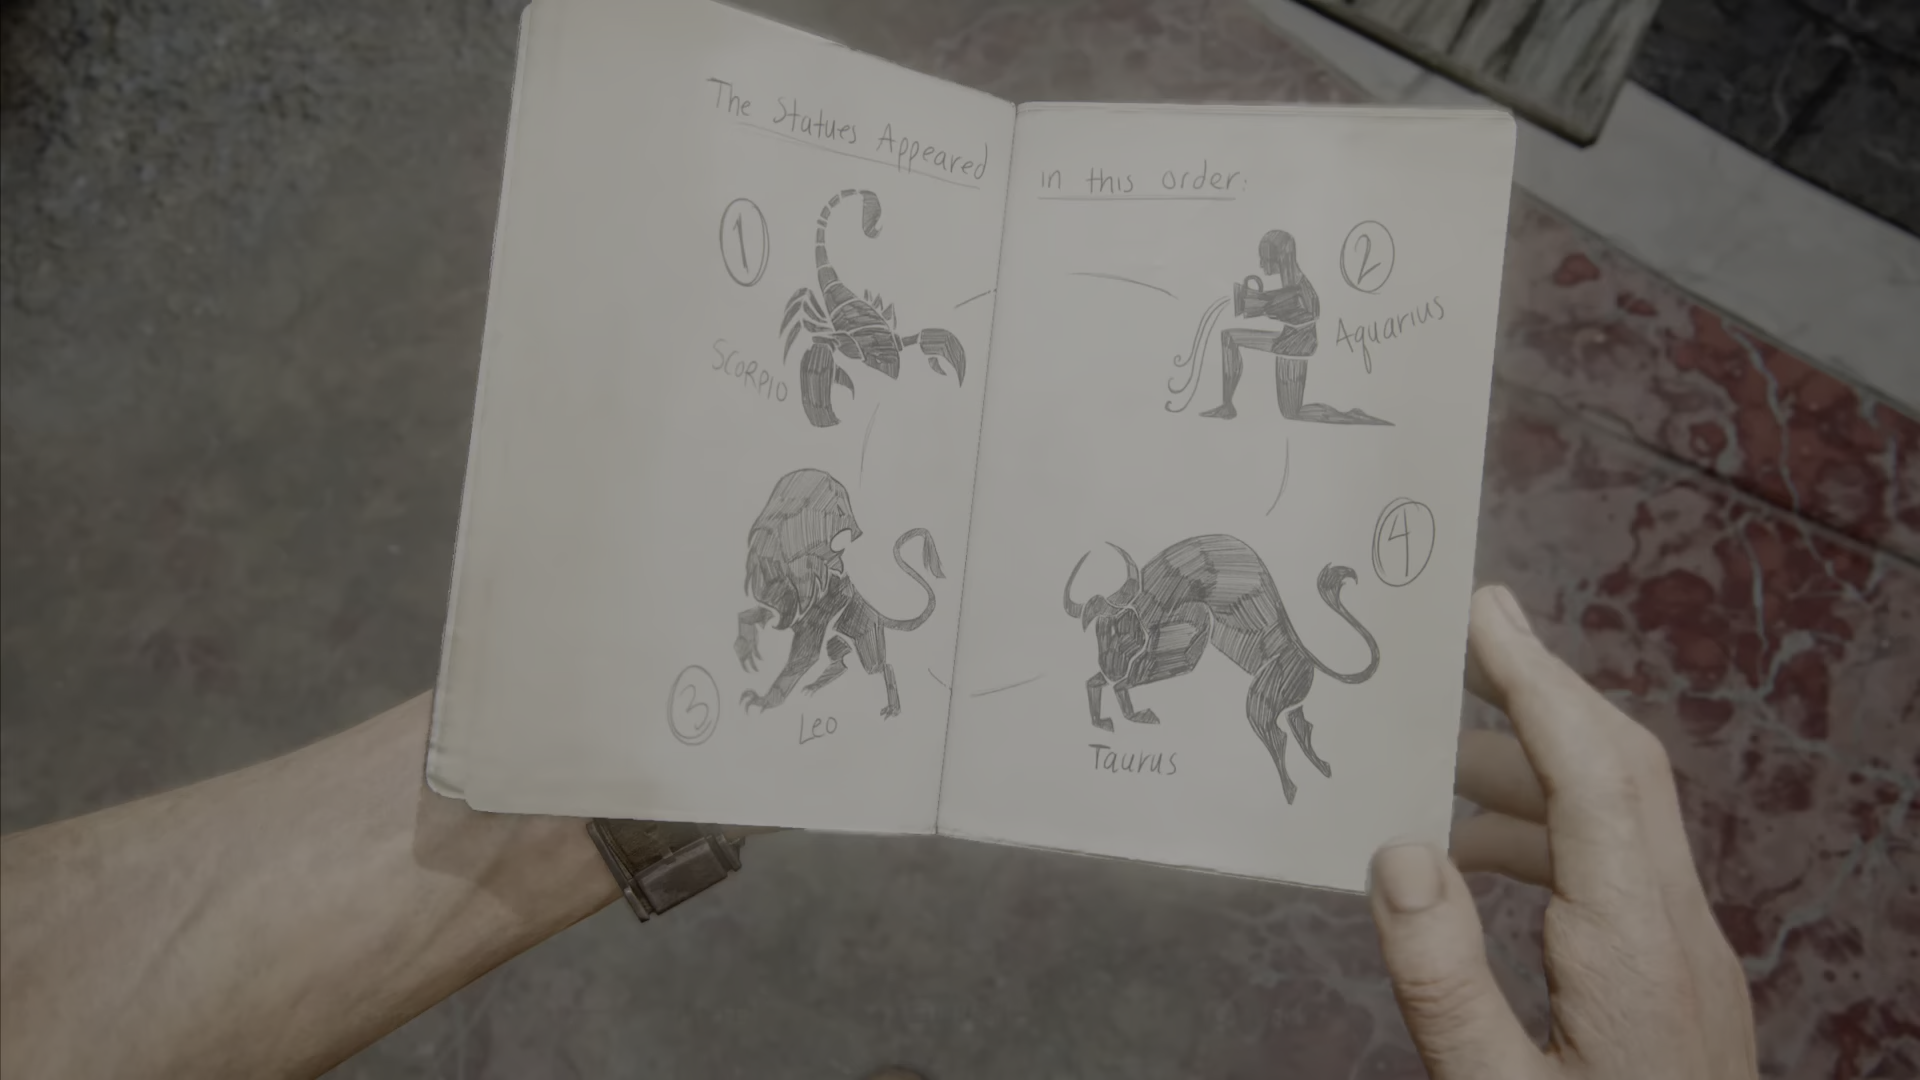 The Statues Appeared
in this order:
1
2
Scorpio
Aquarius
3
Leo
4
Taurus